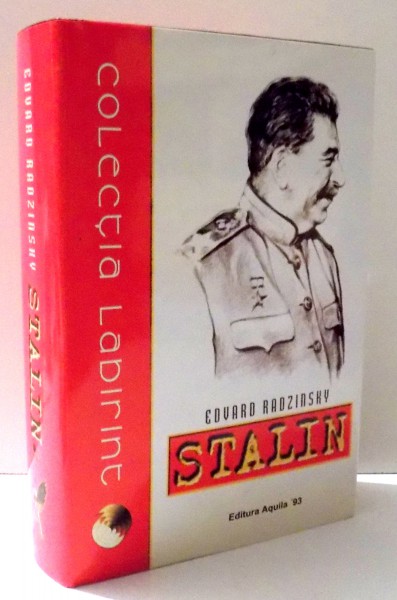 EDVARD RADZINSKY STALIN
COLECȚIA LABIRINT
EDVARD RADZINSKY
STALIN
Editura Aquila '93